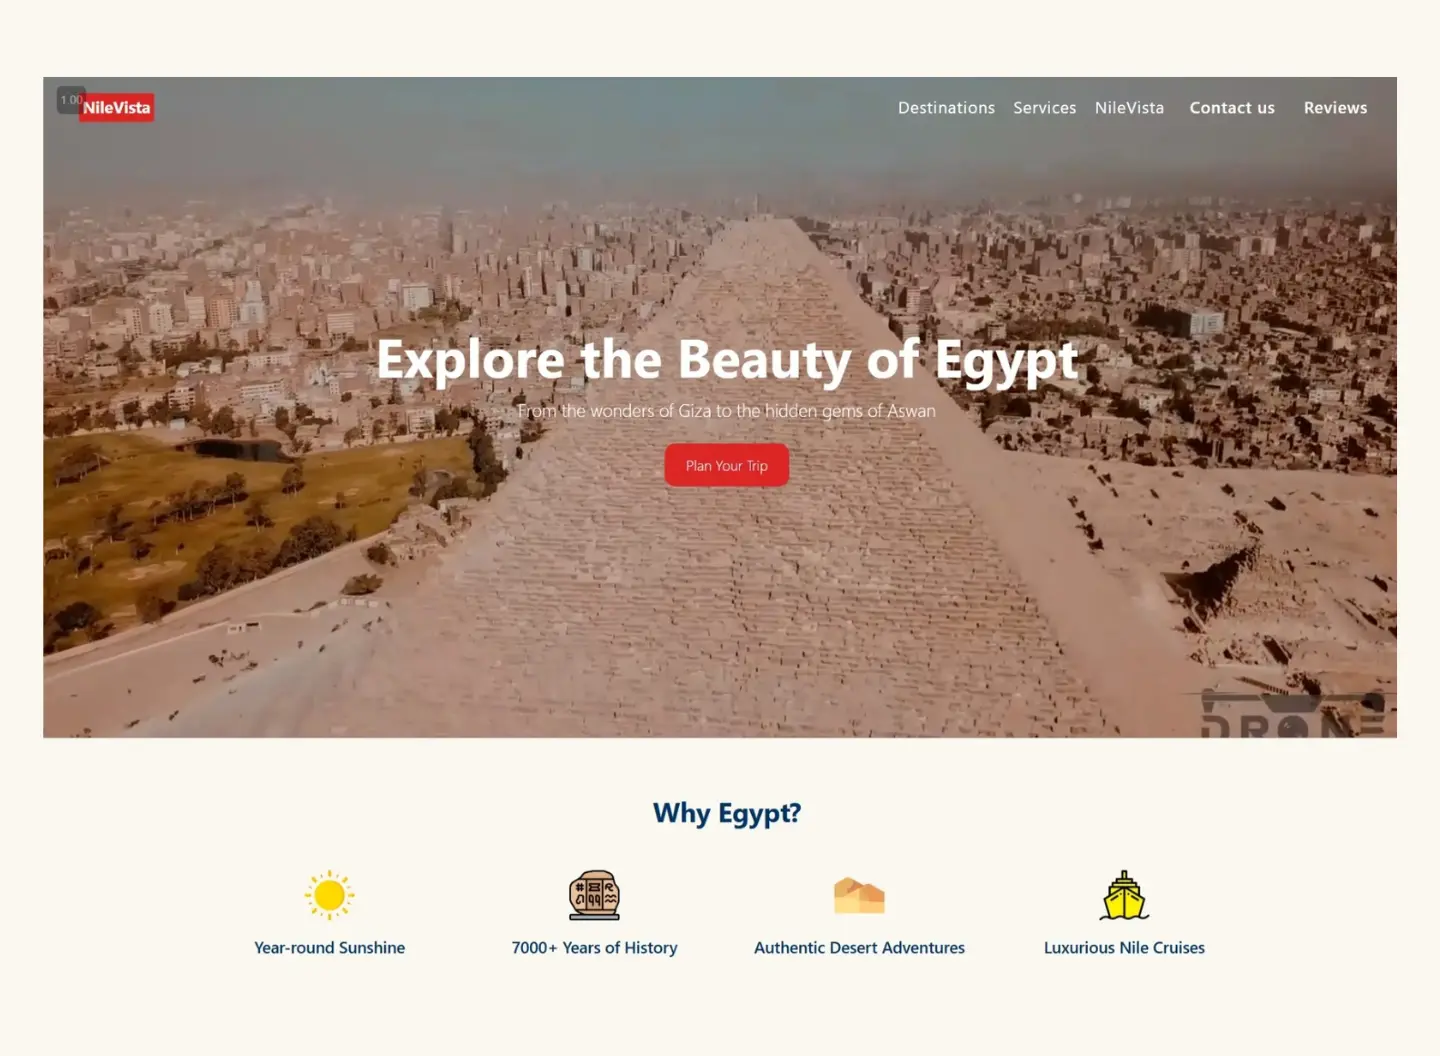 1.00
NileVista
Destinations Services NileVista Contact us Reviews
Explore the Beauty of Egypt
From the wonders of Giza to the hidden gems of Aswan
Plan Your Trip
DRONE
Why Egypt?
Year-round Sunshine
7000+ Years of History
Authentic Desert Adventures
Luxurious Nile Cruises